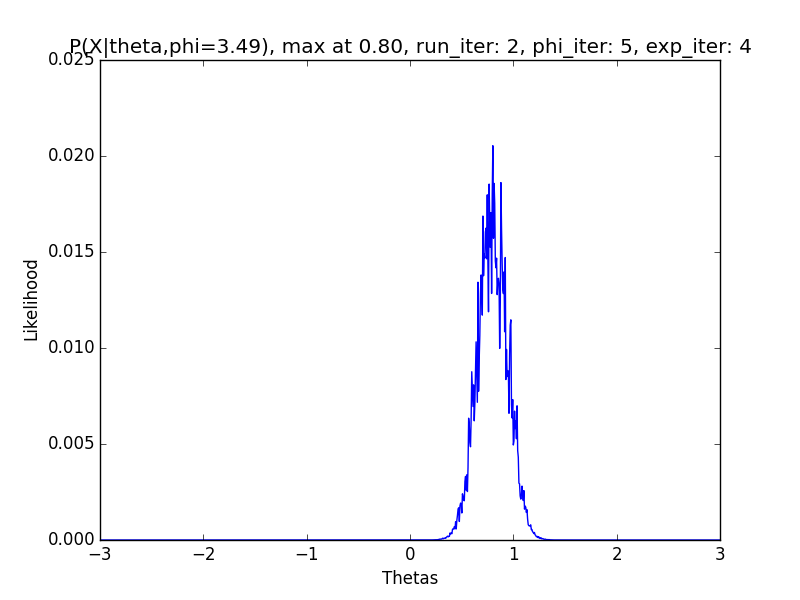 P(X|theta,phi=3.49), max at 0.80, run_iter: 2, phi_iter: 5, exp_iter: 4
0.025
0.020
0.015
0.010
0.005
0.000
Likelihood
−3 −2 −1 0 1 2 3
Thetas